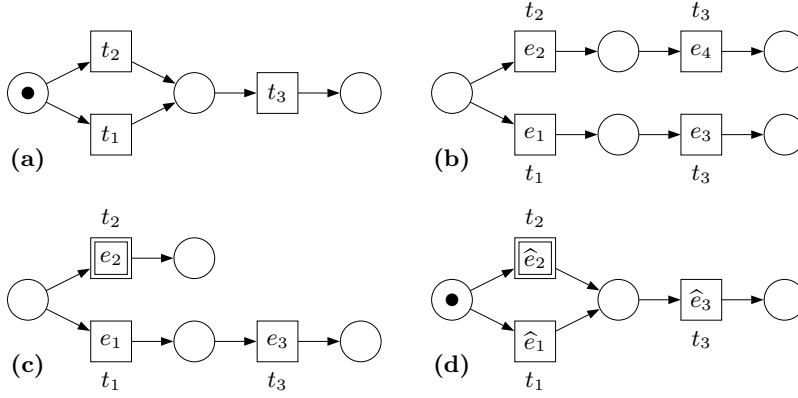 t₂
t₁
t₃
(a)
t₂ t₃
e₂ e₄
e₁ e₃
t₁ t₃
(b)
t₂
e₂
e₁ e₃
t₁ t₃
(c)
t₂
ê₂
ê₁
ê₃
t₁
t₃
(d)